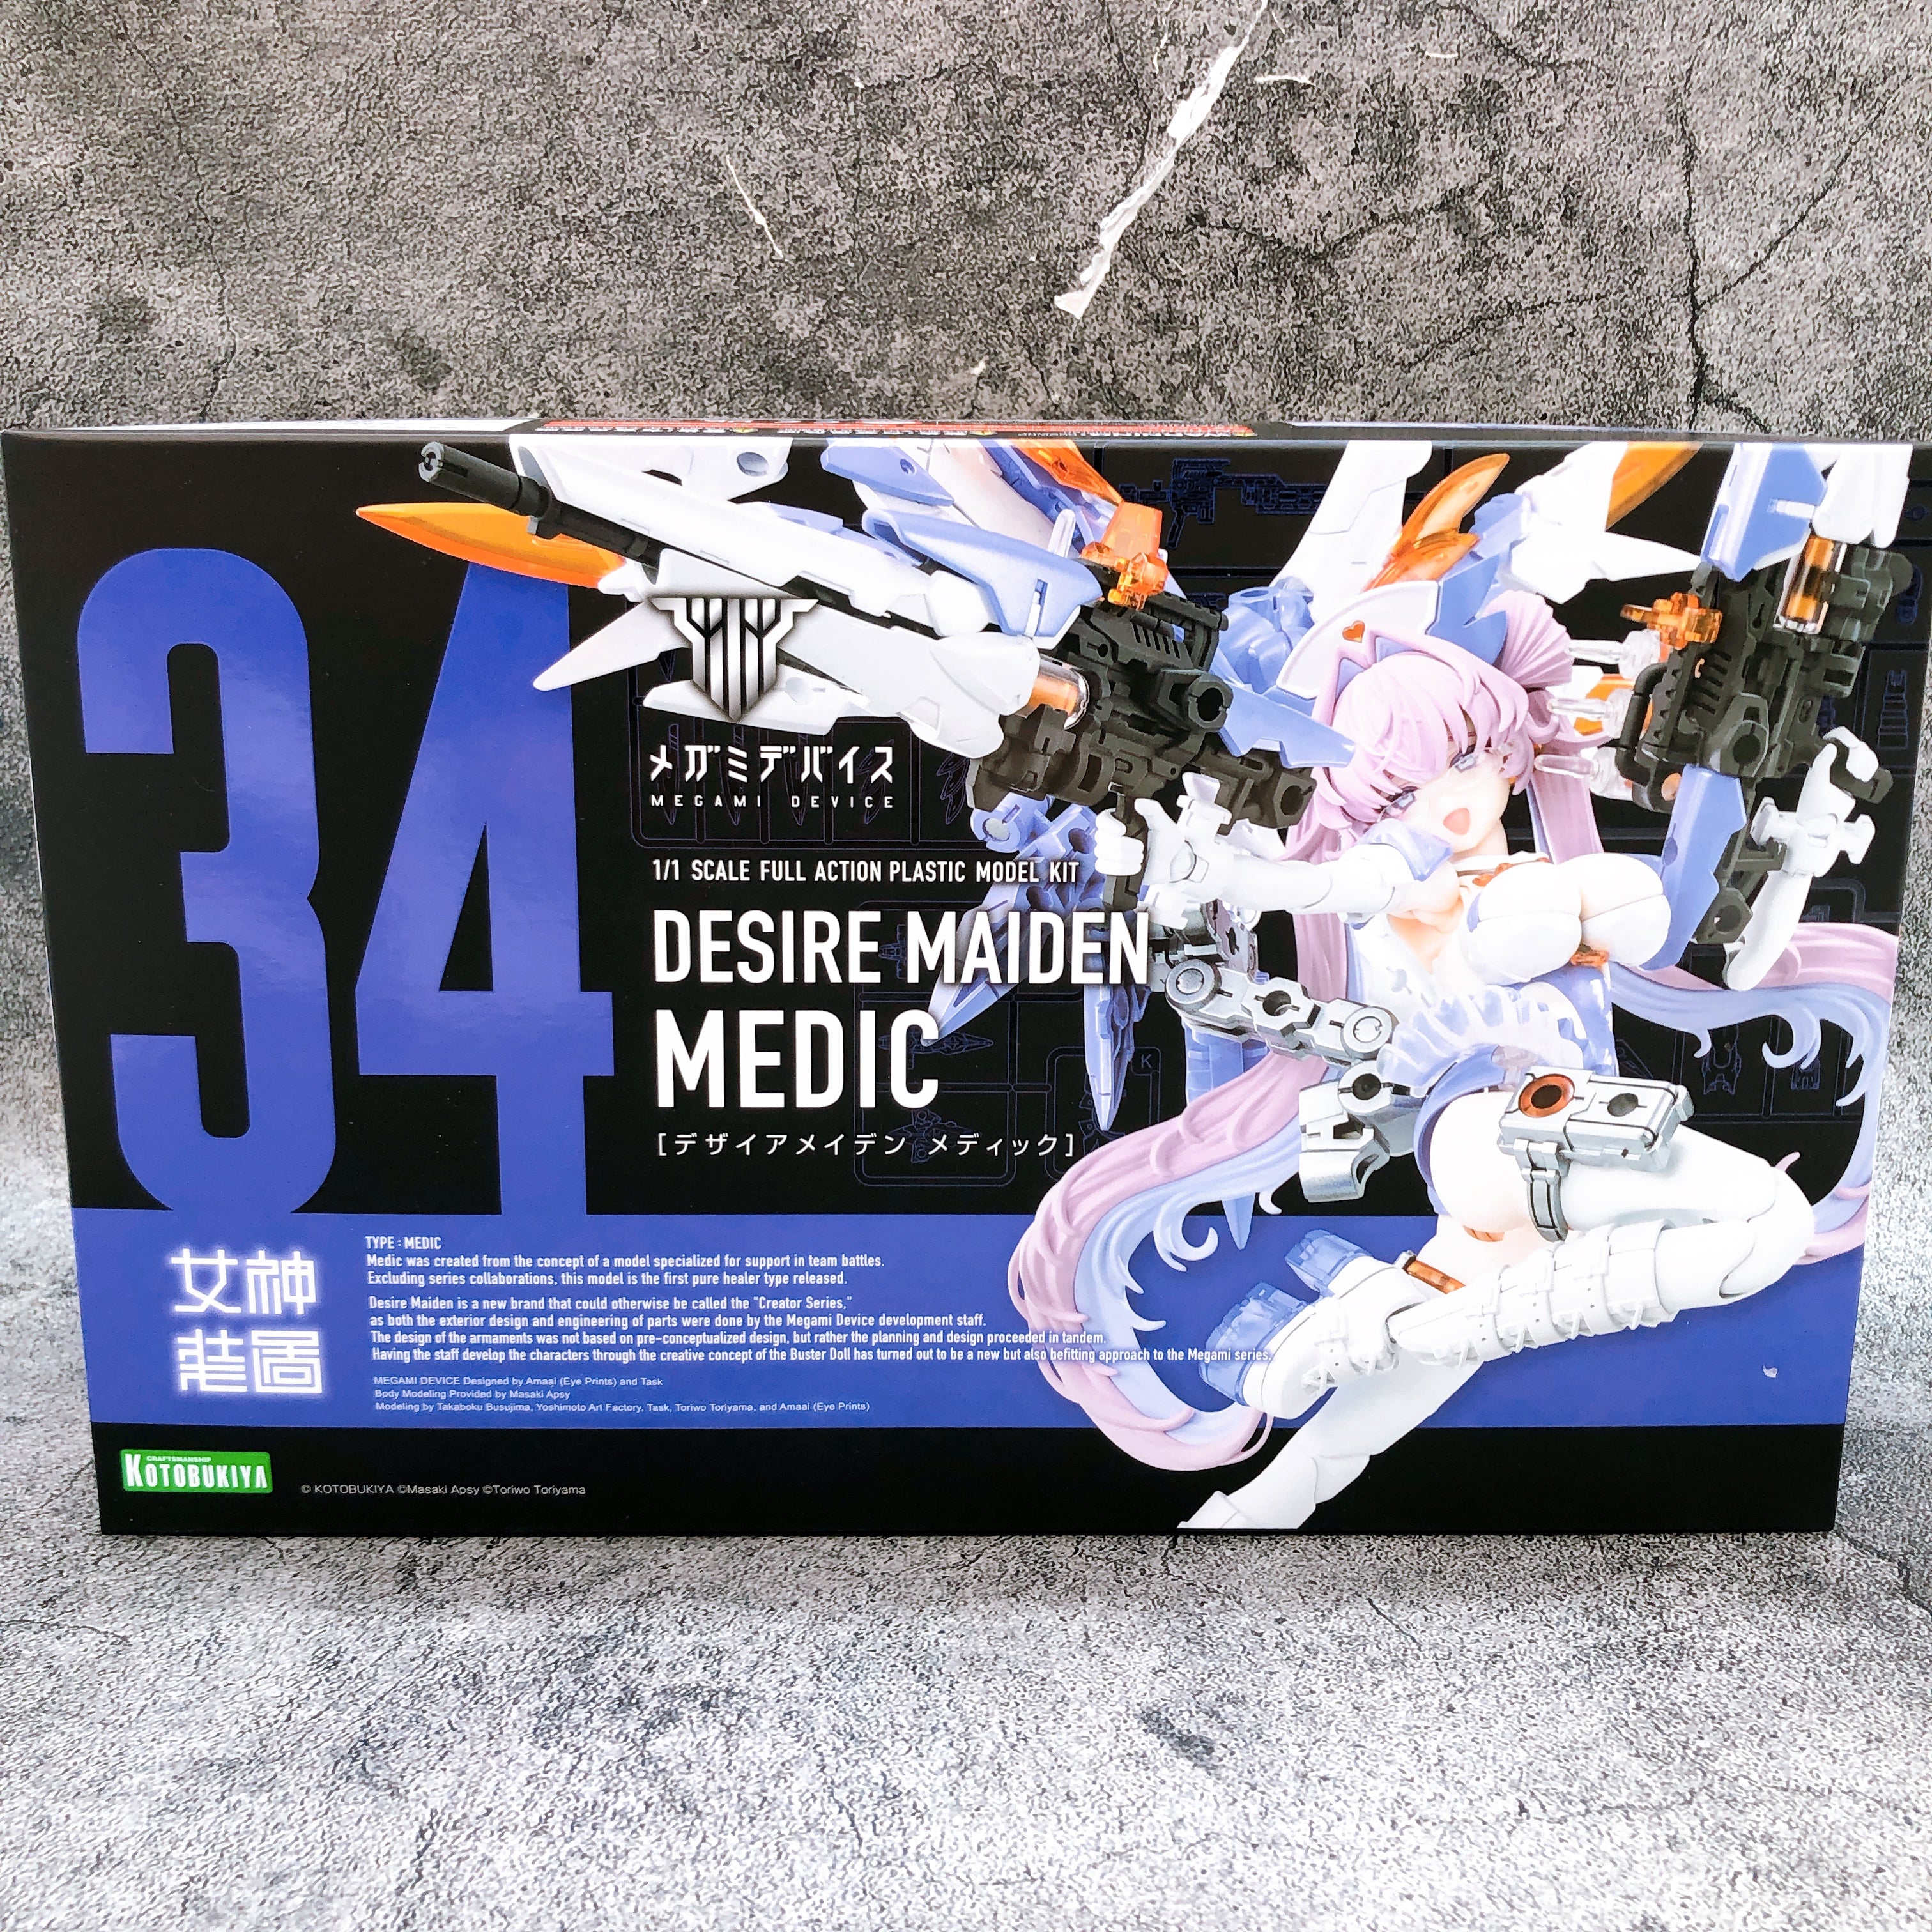 34
メガミデバイス
MEGAMI DEVICE
1/1 SCALE FULL ACTION PLASTIC MODEL KIT
DESIRE MAIDEN
MEDIC
[デザイアメイデン メディック]
K
女神
装置
TYPE : MEDIC
Medic was created from the concept of a model specialized for support in team battles.
Excluding series collaborations, this model is the first pure healer type released.
Desire Maiden is a new brand that could otherwise be called the "Creator Series,"
as both the exterior design and engineering of parts were done by the Megami Device development staff.
The design of the armaments was not based on pre-conceptualized design, but rather the planning and design proceeded in tandem.
Having the staff develop the characters through the creative concept of the Buster Doll has turned out to be a new but also befitting approach to the Megami series.
MEGAMI DEVICE Designed by Amaai (Eye Prints) and Task
Body Modeling Provided by Masaki Apsy
Modeling by Takaboku Busujima, Yoshimoto Art Factory, Task, Toriwo Toriyama, and Amaai (Eye Prints)
CRAFTSMANSHIP
KOTOBUKIYA
© KOTOBUKIYA ©Masaki Apsy ©Toriwo Toriyama